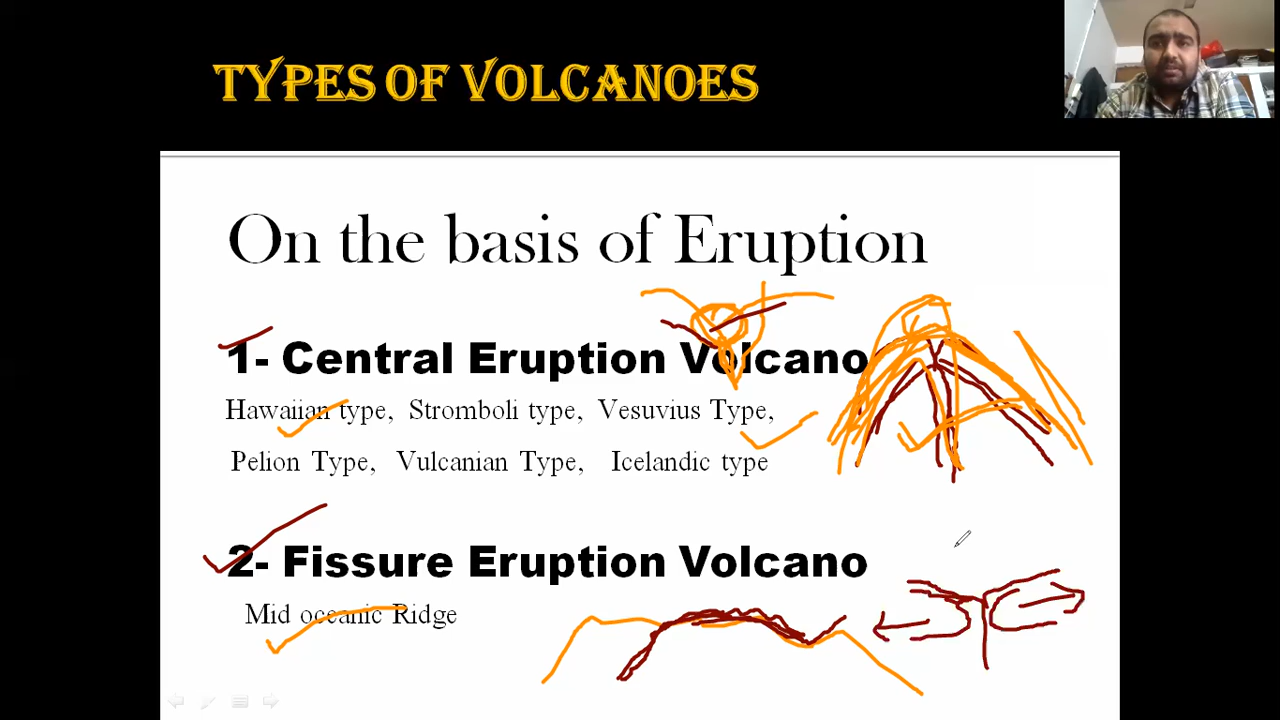 TYPES OF VOLCANOES
On the basis of Eruption
1- Central Eruption Volcano
Hawaiian type, Stromboli type, Vesuvius Type,
Pelion Type, Vulcanian Type, Icelandic type
2- Fissure Eruption Volcano
Mid oceanic Ridge